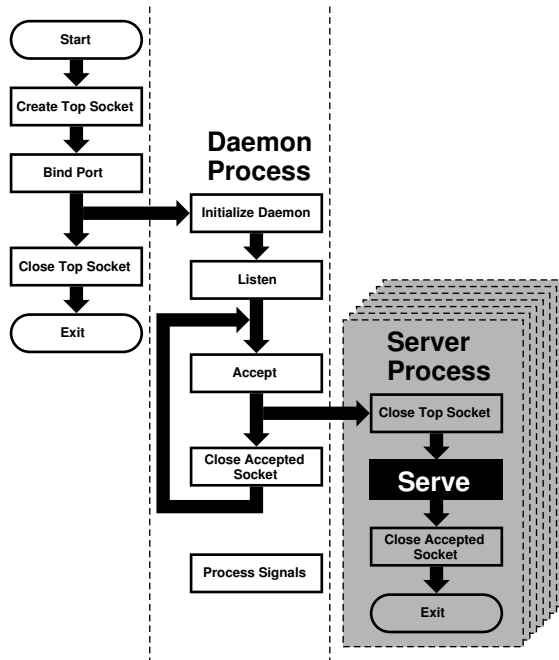 Start
Create Top Socket
Bind Port
Close Top Socket
Exit
Daemon
Process
Initialize Daemon
Listen
Accept
Close Accepted
Socket
Process Signals
Server
Process
Close Top Socket
Serve
Close Accepted
Socket
Exit